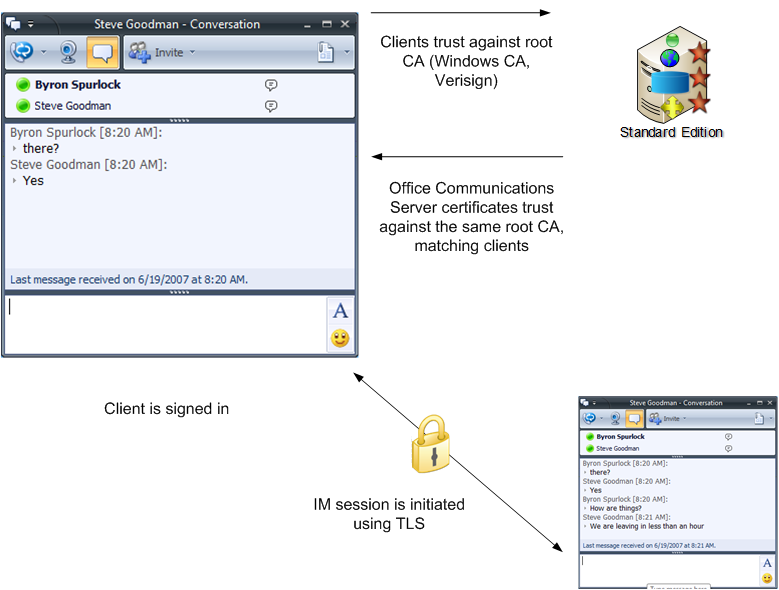 Steve Goodman - Conversation
Invite
Byron Spurlock
Steve Goodman
Byron Spurlock [8:20 AM]:
there?
Steve Goodman [8:20 AM]:
Yes
Last message received on 6/19/2007 at 8:20 AM.
A
Clients trust against root
CA (Windows CA,
Verisign)
Standard Edition
Office Communications
Server certificates trust
against the same root CA,
matching clients
Client is signed in
IM session is initiated
using TLS
Steve Goodman - Conversation
Invite
Byron Spurlock
Steve Goodman
Byron Spurlock [8:20 AM]:
there?
Steve Goodman [8:20 AM]:
Yes
Byron Spurlock [8:20 AM]:
How are things?
Steve Goodman [8:21 AM]:
We are leaving in less than an hour
Last message received on 6/19/2007 at 8:21 AM.
A
Type message here